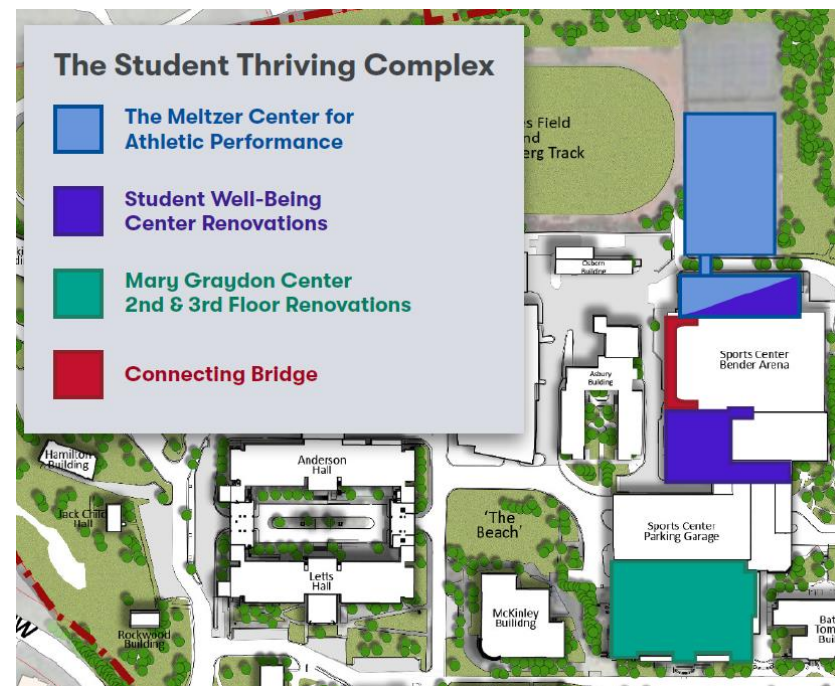 The Student Thriving Complex
The Meltzer Center for
Athletic Performance
Student Well-Being
Center Renovations
Mary Graydon Center
2nd & 3rd Floor Renovations
Connecting Bridge
Field
Track
Osborn
Building
Sports Center
Bender Arena
Asbury
Building
Hamilton
Building
Anderson
Hall
Jack Child
Hall
'The
Beach'
Sports Center
Parking Garage
Letts
Hall
McKinley
Builidng
Rockwood
Building